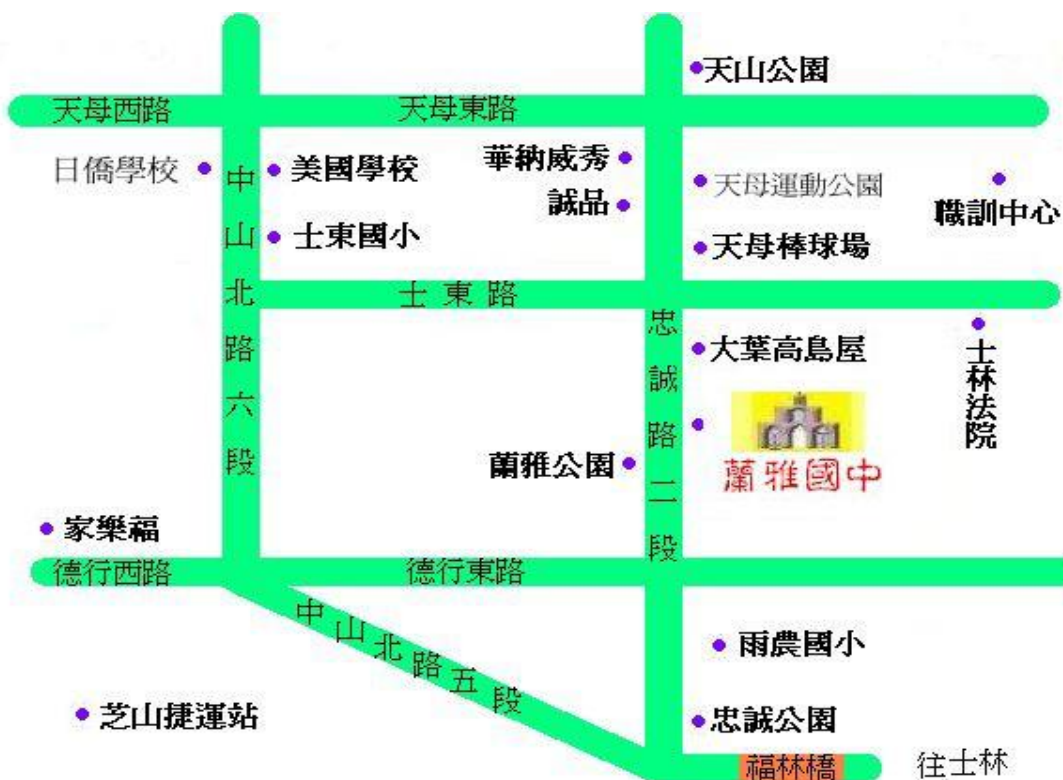 天山公園
天母西路
天母東路
日僑學校
美國學校
華納威秀
誠品
天母運動公園
職訓中心
士東國小
天母棒球場
中山北路六段
士東路
忠誠路二段
大葉高島屋
士林法院
蘭雅公園
蘭雅國中
家樂福
德行西路
德行東路
中山北路五段
雨農國小
芝山捷運站
忠誠公園
福林橋
往士林